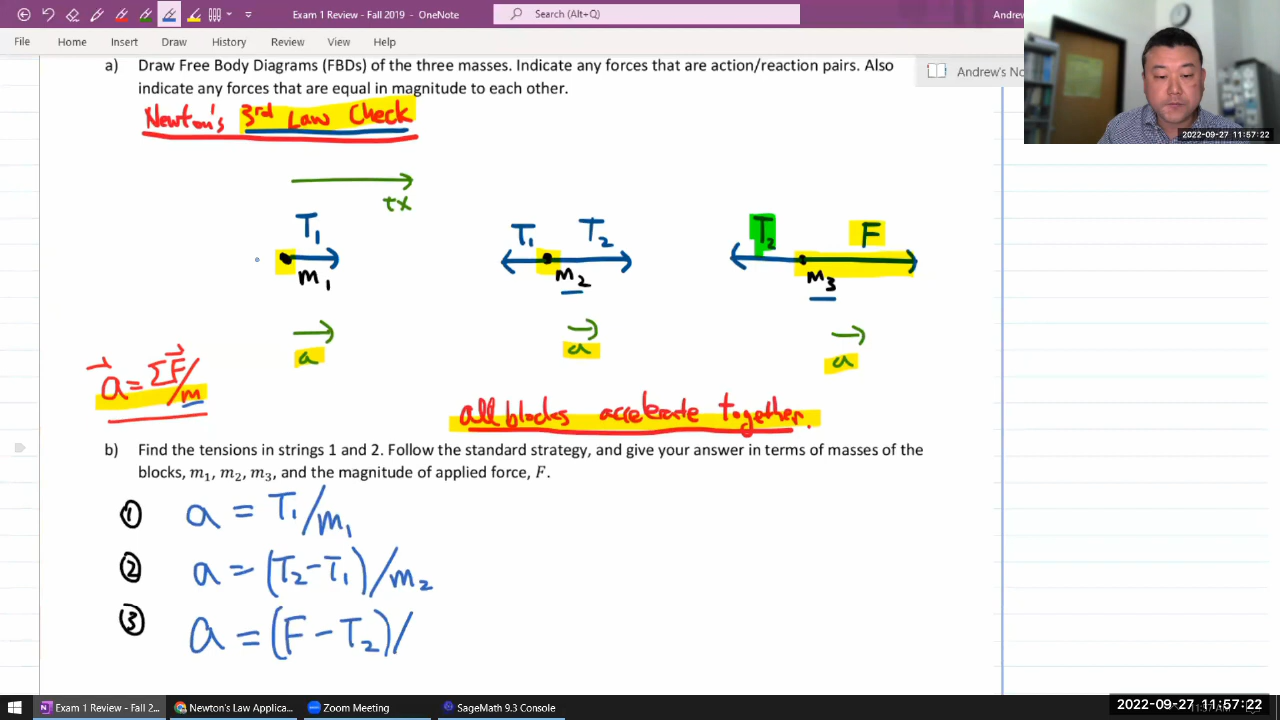 Exam 1 Review - Fall 2019 - OneNote
Search (Alt+Q)
Andrew
File Home Insert Draw History Review View Help
Andrew's No
2022-09-27 11:57:22
a) Draw Free Body Diagrams (FBDs) of the three masses. Indicate any forces that are action/reaction pairs. Also
indicate any forces that are equal in magnitude to each other.
Newton's 3rd Law Check
+x
T₁
T₁ T₂
T₂ F
m₁
m₂
m₃
a
a
a
a⃗ = ΣF⃗/m
all blocks accelerate together.
b) Find the tensions in strings 1 and 2. Follow the standard strategy, and give your answer in terms of masses of the
blocks, m₁, m₂, m₃, and the magnitude of applied force, F.
① a = T₁/m₁
② a = (T₂-T₁)/m₂
③ a = (F-T₂)/
Exam 1 Review - Fall 2...
Newton's Law Applica...
Zoom Meeting
SageMath 9.3 Console
2022-09-27 11:57:22